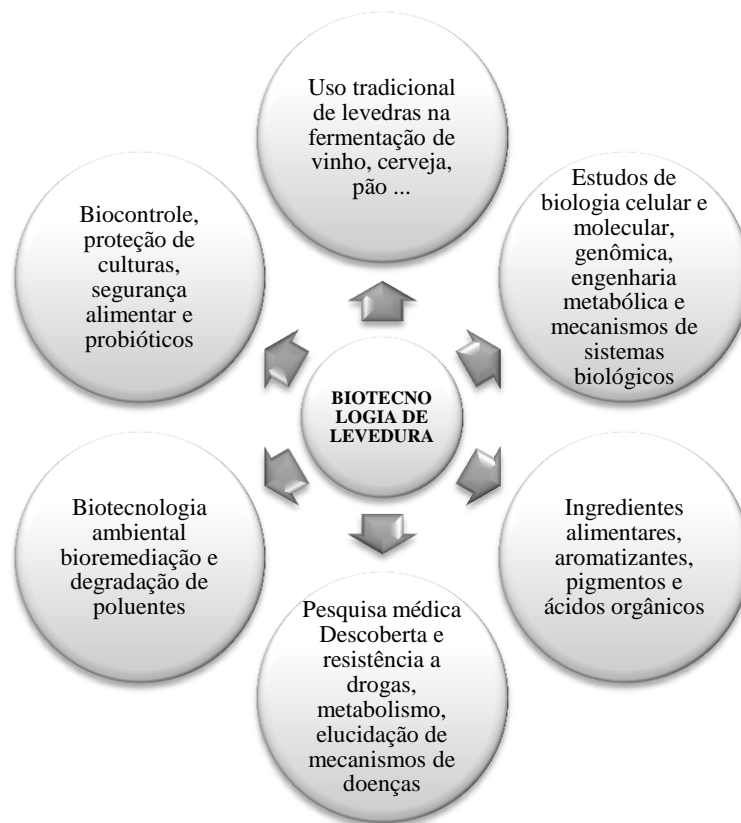 Uso tradicional
de levedras na
fermentação de
vinho, cerveja,
pão ...
Estudos de
biologia celular e
molecular,
genômica,
engenharia
metabólica e
mecanismos de
sistemas
biológicos
Ingredientes
alimentares,
aromatizantes,
pigmentos e
ácidos orgânicos
Pesquisa médica
Descoberta e
resistência a
drogas,
metabolismo,
elucidação de
mecanismos de
doenças
Biotecnologia
ambiental
bioremediação e
degradação de
poluentes
Biocontrole,
proteção de
culturas,
segurança
alimentar e
probióticos
BIOTECNO
LOGIA DE
LEVEDURA